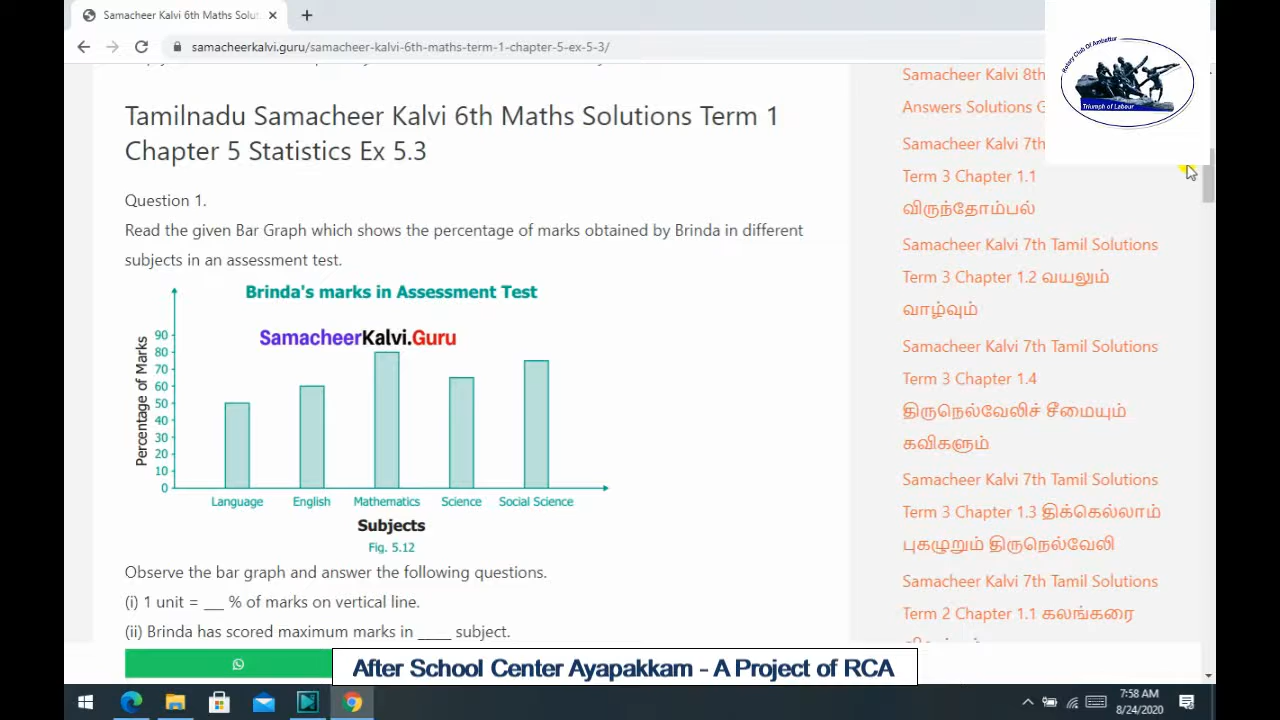 Samacheer Kalvi 6th Maths Solut
samacheerkalvi.guru/samacheer-kalvi-6th-maths-term-1-chapter-5-ex-5-3/
Rotary Club Of Ambattur
Triumph of Labour
Tamilnadu Samacheer Kalvi 6th Maths Solutions Term 1
Chapter 5 Statistics Ex 5.3
Question 1.
Read the given Bar Graph which shows the percentage of marks obtained by Brinda in different
subjects in an assessment test.
Brinda's marks in Assessment Test
SamacheerKalvi.Guru
Percentage of Marks
90
80
70
60
50
40
30
20
10
0
Language English Mathematics Science Social Science
Subjects
Fig. 5.12
Observe the bar graph and answer the following questions.
(i) 1 unit = ___ % of marks on vertical line.
(ii) Brinda has scored maximum marks in _____ subject.
Samacheer Kalvi 8th
Answers Solutions G
Samacheer Kalvi 7th
Term 3 Chapter 1.1
விருந்தோம்பல்
Samacheer Kalvi 7th Tamil Solutions
Term 3 Chapter 1.2 வயலும்
வாழ்வும்
Samacheer Kalvi 7th Tamil Solutions
Term 3 Chapter 1.4
திருநெல்வேலிச் சீமையும்
கவிகளும்
Samacheer Kalvi 7th Tamil Solutions
Term 3 Chapter 1.3 திக்கெல்லாம்
புகழுறும் திருநெல்வேலி
Samacheer Kalvi 7th Tamil Solutions
Term 2 Chapter 1.1 கலங்கரை
After School Center Ayapakkam - A Project of RCA
7:58 AM
8/24/2020